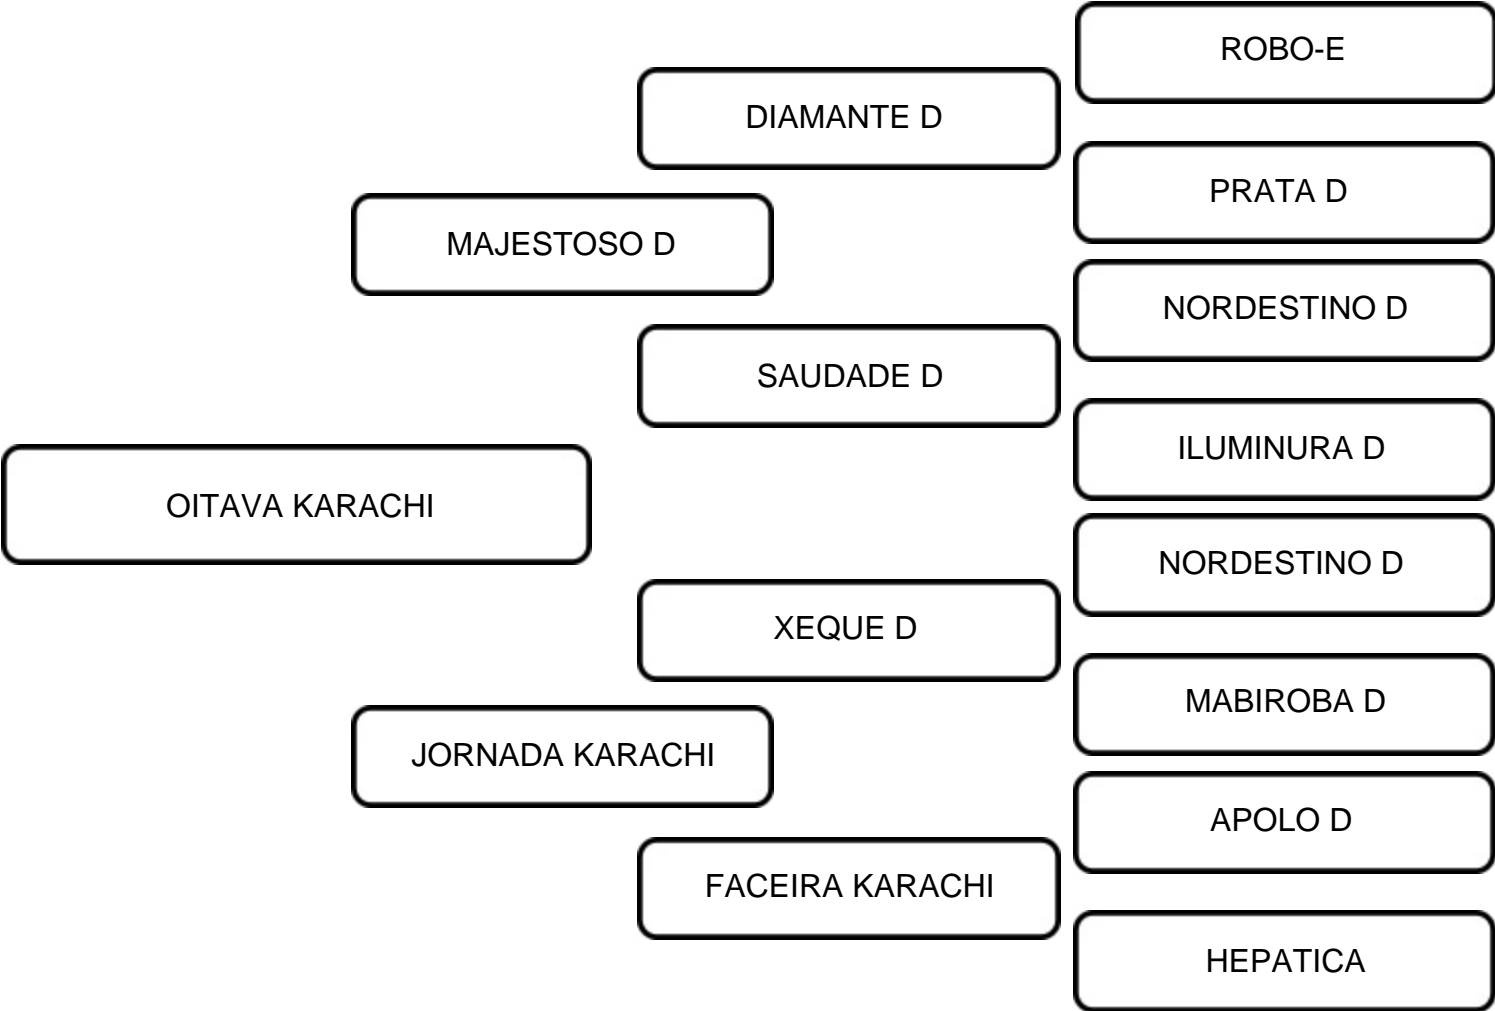 ROBO-E
DIAMANTE D
PRATA D
MAJESTOSO D
NORDESTINO D
SAUDADE D
ILUMINURA D
OITAVA KARACHI
NORDESTINO D
XEQUE D
MABIROBA D
JORNADA KARACHI
APOLO D
FACEIRA KARACHI
HEPATICA